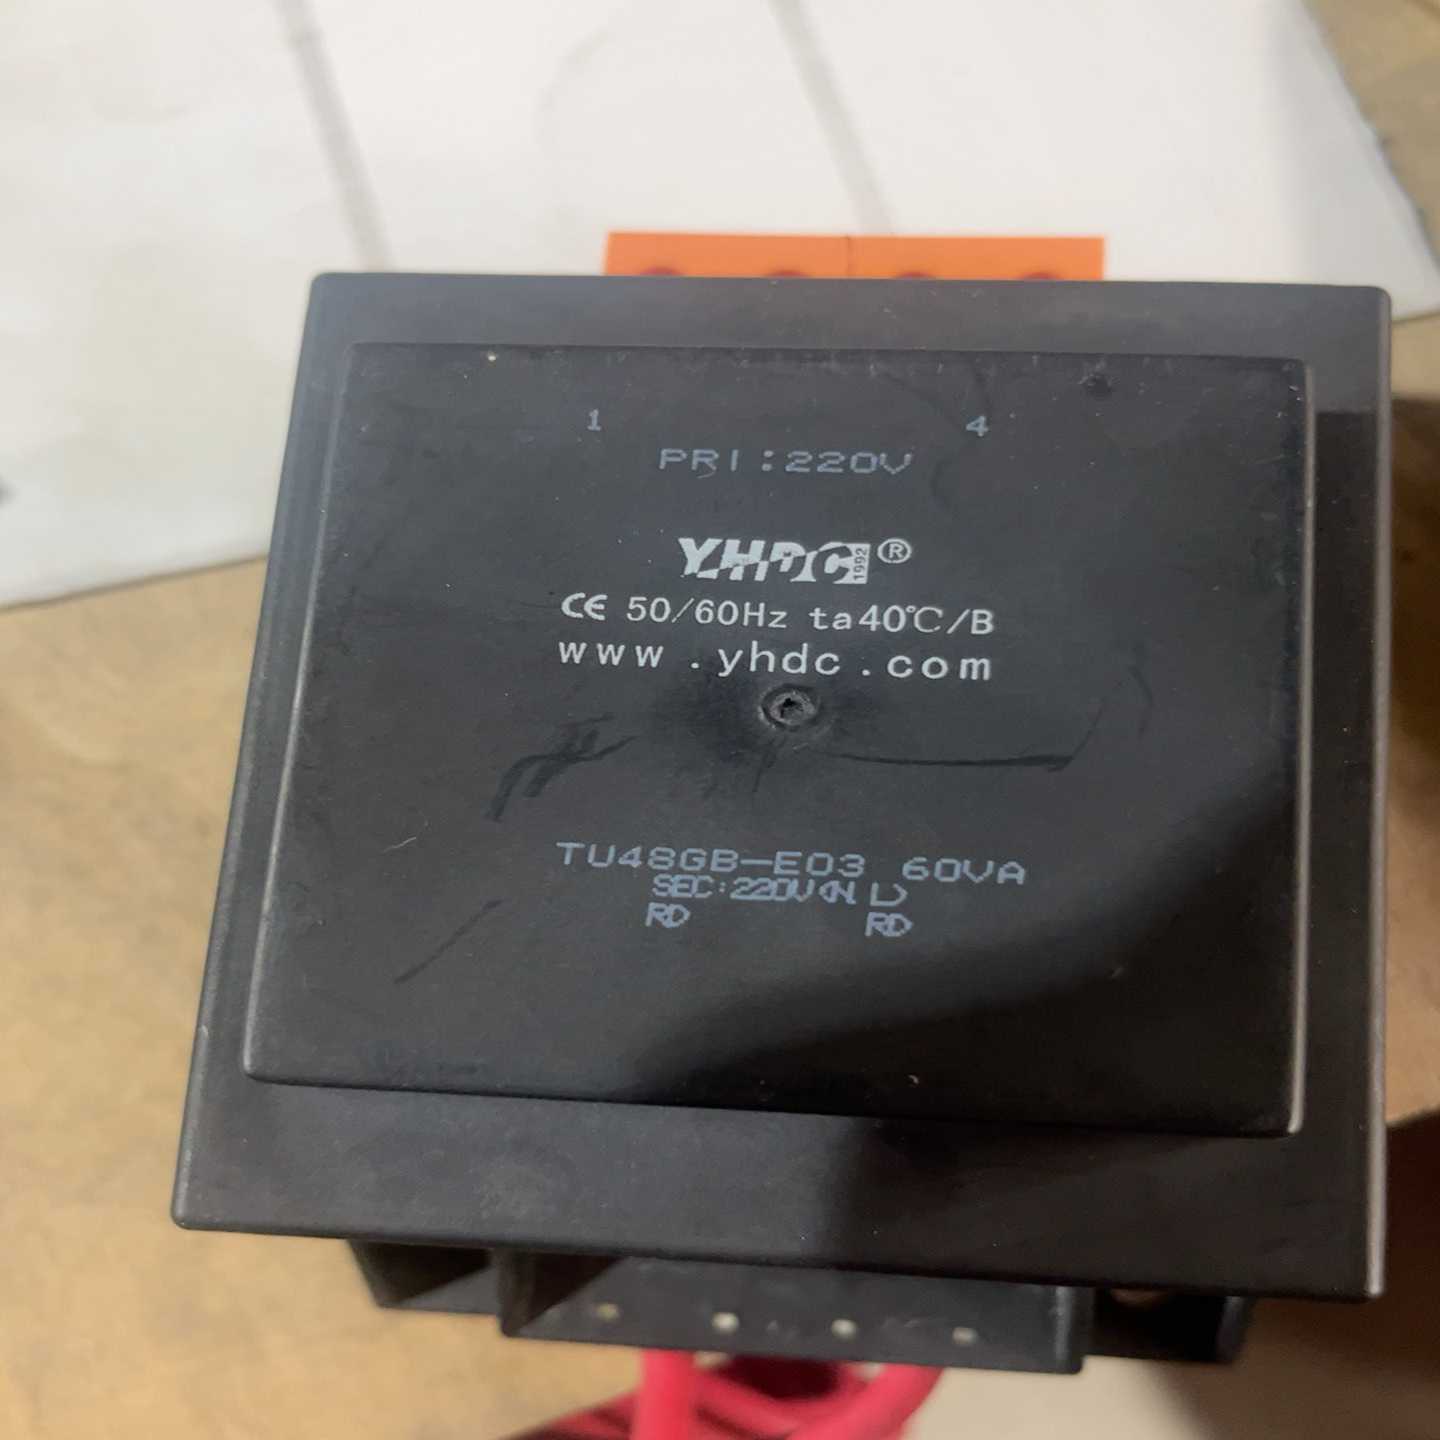 1 4
PRI:220V
YHDC 1992 ®
CE 50/60Hz ta40℃/B
www.yhdc.com
TU48GB-E03 60VA
SEC:220V(N,L)
RD RD